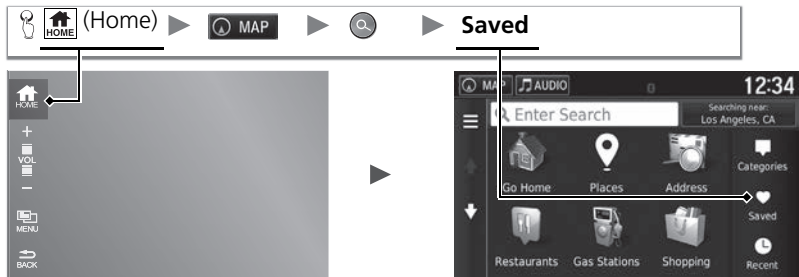 HOME (Home) MAP Saved
HOME
+
VOL
−
MENU
BACK
MAP AUDIO 12:34
Enter Search Searching near:
Los Angeles, CA
Go Home Places Address Categories
Saved
Restaurants Gas Stations Shopping Recent